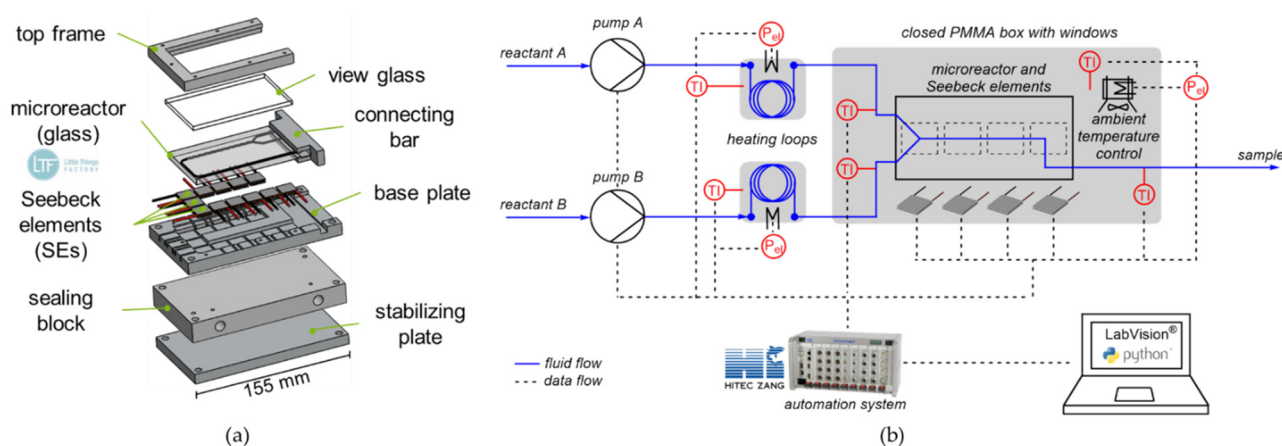 top frame
view glass
microreactor
(glass)
connecting
bar
LTF
Little Things
FACTORY
Seebeck
elements
(SEs)
base plate
sealing
block
stabilizing
plate
155 mm
(a)
pump A
reactant A
Pel
TI
heating loops
pump B
reactant B
TI
Pel
closed PMMA box with windows
microreactor and
Seebeck elements
TI
TI
TI
Pel
ambient
temperature
control
sample
TI
fluid flow
data flow
HITEC ZANG
automation system
LabVision®
python™
(b)